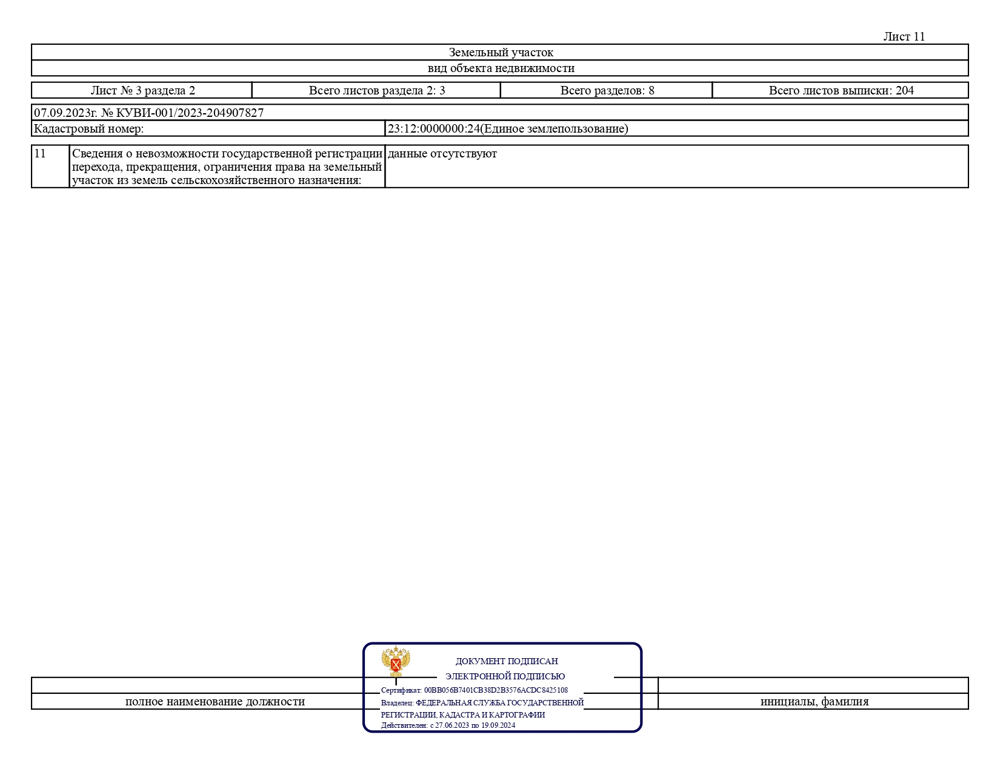 Лист 11
Земельный участок
вид объекта недвижимости
Лист № 3 раздела 2
Всего листов раздела 2: 3
Всего разделов: 8
Всего листов выписки: 204
07.09.2023г. № КУВИ-001/2023-204907827
Кадастровый номер:
23:12:0000000:24(Единое землепользование)
11
Сведения о невозможности государственной регистрации
перехода, прекращения, ограничения права на земельный
участок из земель сельскохозяйственного назначения:
данные отсутствуют
ДОКУМЕНТ ПОДПИСАН
ЭЛЕКТРОННОЙ ПОДПИСЬЮ
Сертификат: 00BB056B7401CB38D2B3576ACDC8425108
Владелец: ФЕДЕРАЛЬНАЯ СЛУЖБА ГОСУДАРСТВЕННОЙ
РЕГИСТРАЦИИ, КАДАСТРА И КАРТОГРАФИИ
Действителен: с 27.06.2023 по 19.09.2024
полное наименование должности
инициалы, фамилия